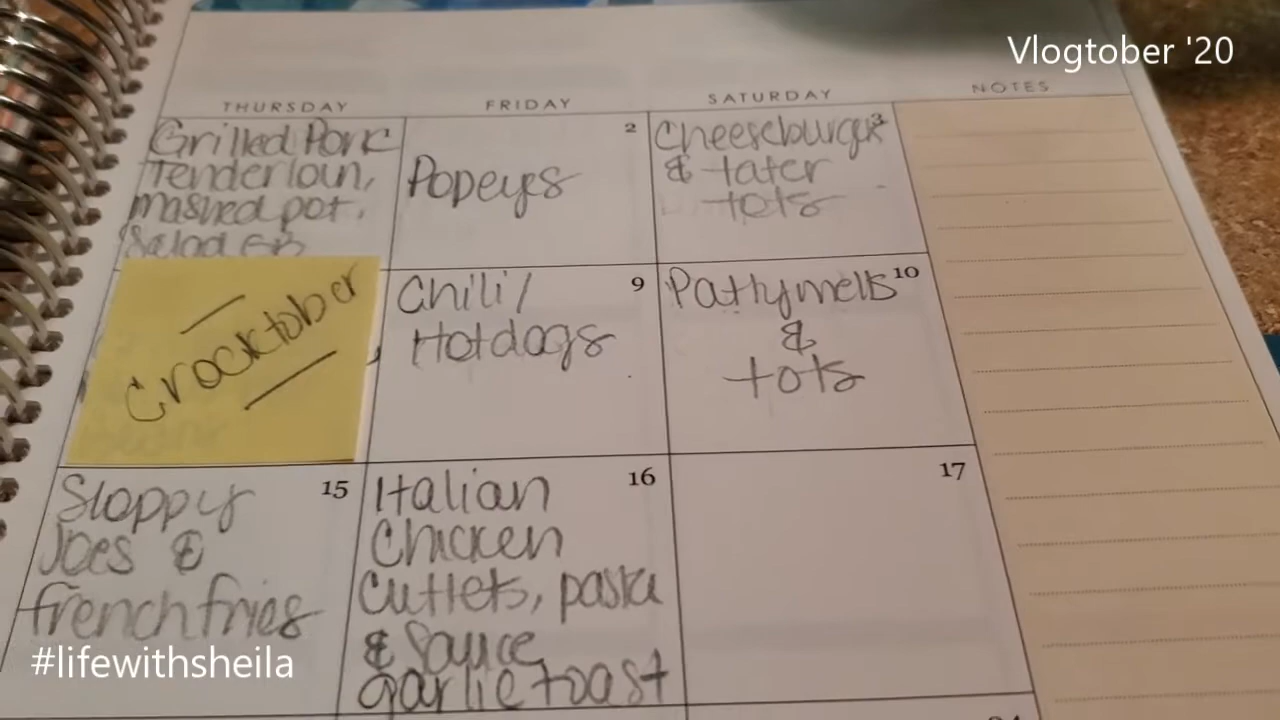 Vlogtober '20
THURSDAY FRIDAY SATURDAY NOTES
Grilled Pork
Tenderloin,
mashed pot.
Salad GB
2
Popeyes
3
Cheeseburger
& tater
tots
Crocktober
9
Chili/
Hotdogs
10
Pattymelts
&
tots
15
Sloppy
Joes &
french fries
16
Italian
Chicken
Cutlets, pasta
& Sauce
garlic toast
17
#lifewithsheila